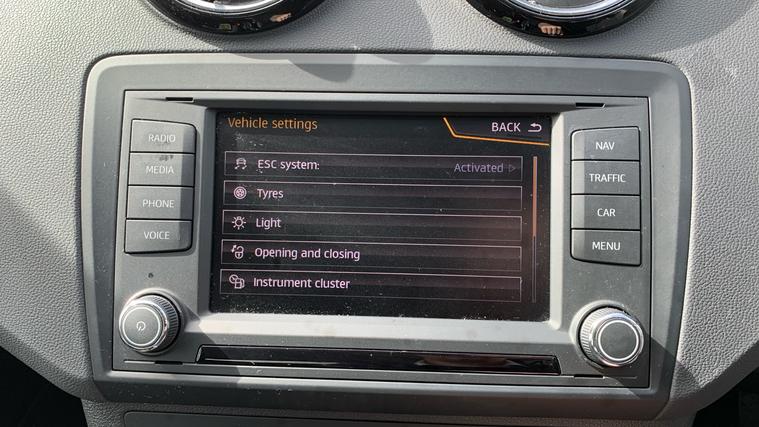 Vehicle settings
BACK
ESC system:
Activated
Tyres
Light
Opening and closing
Instrument cluster
RADIO
MEDIA
PHONE
VOICE
NAV
TRAFFIC
CAR
MENU